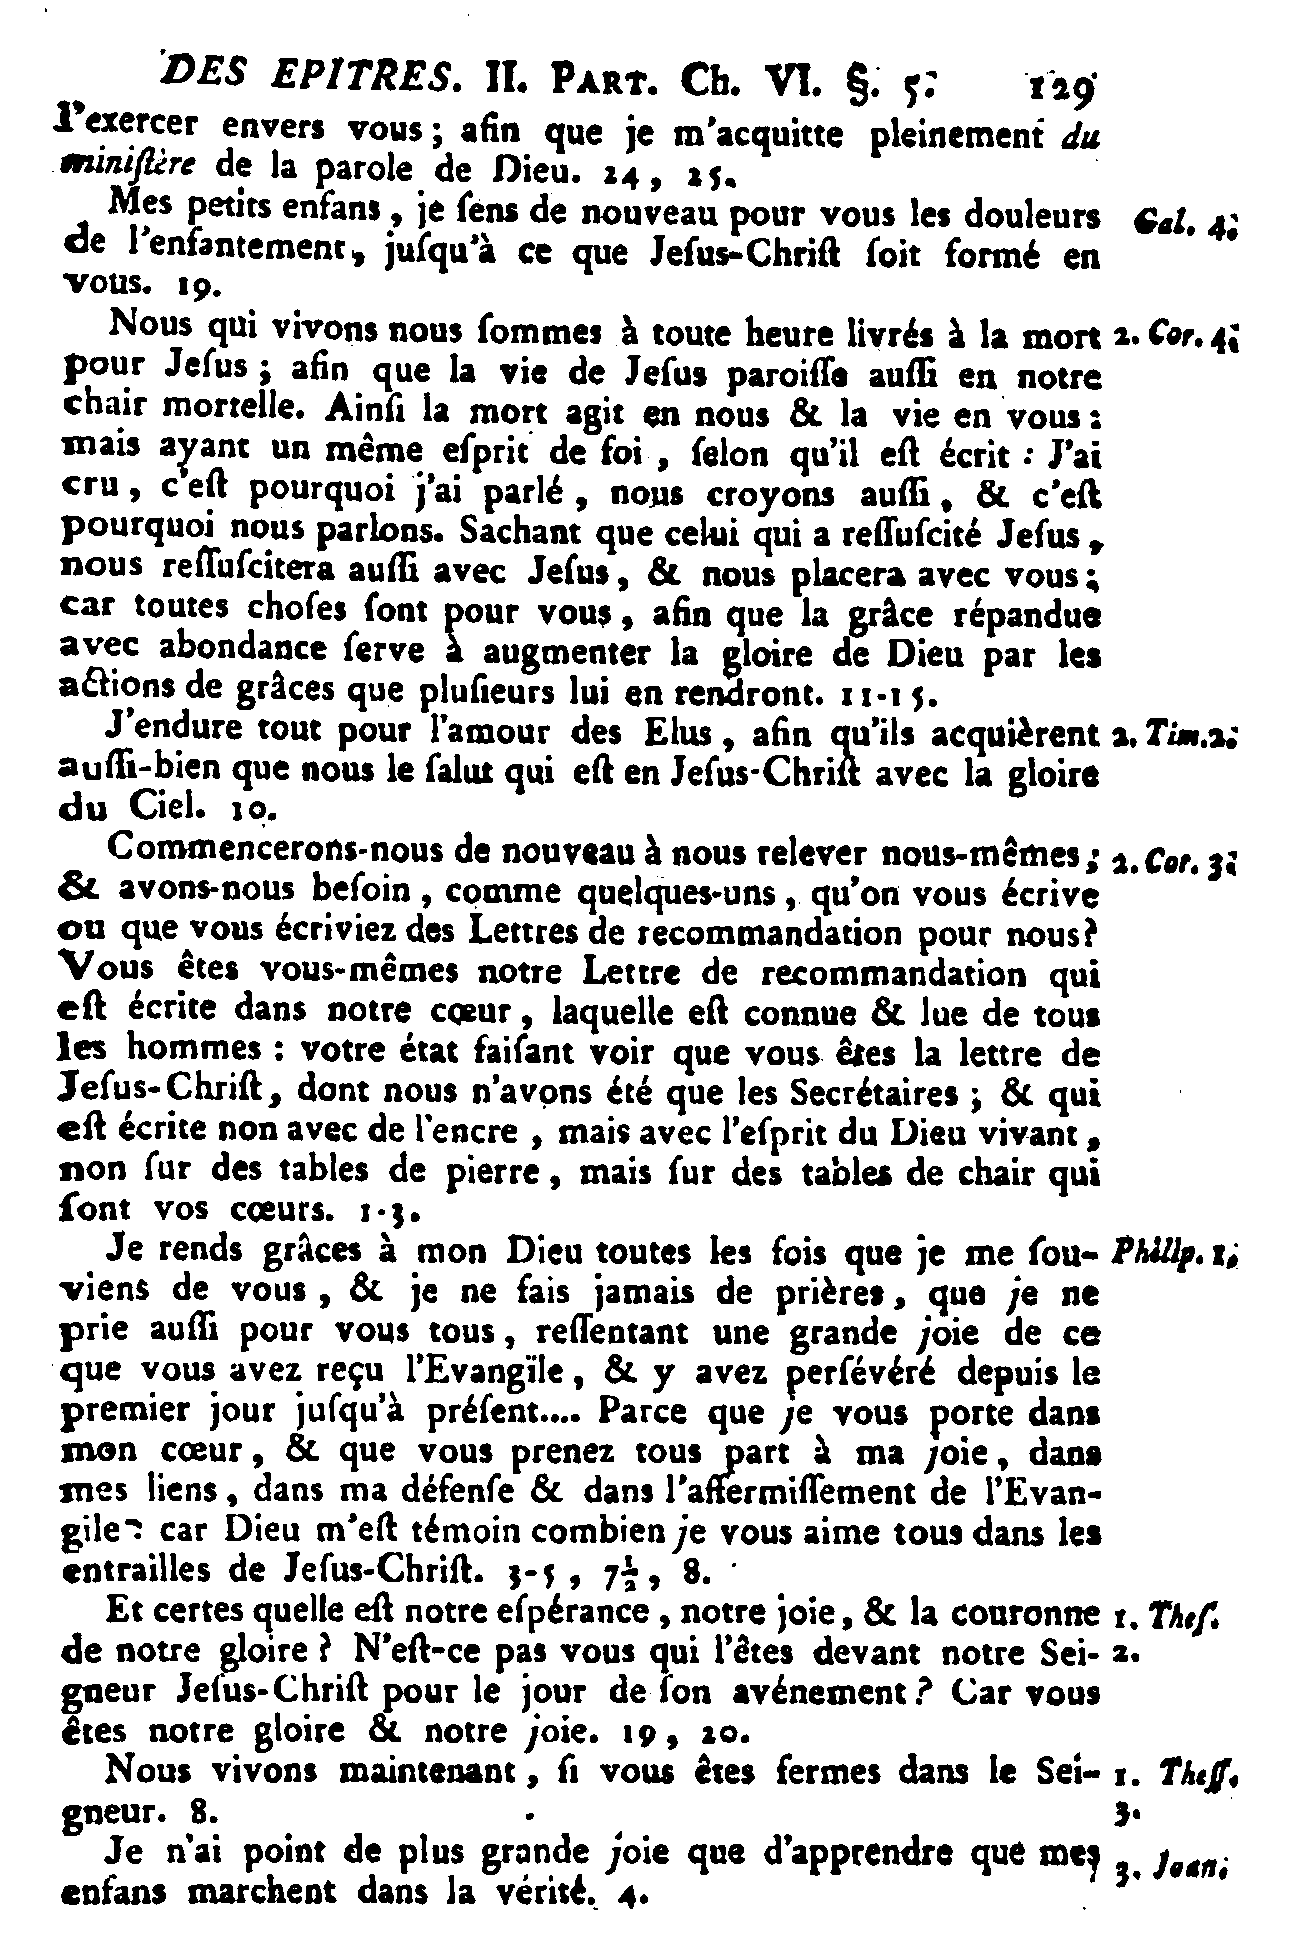 DES EPITRES. II. PART. Ch. VI. §. 5. 129
l'exercer envers vous ; afin que je m'acquitte pleinement du
miniſtère de la parole de Dieu. 24, 25.
Mes petits enfans, je ſens de nouveau pour vous les douleurs Gal. 4.
de l'enfantement, juſqu'à ce que Jeſus-Chriſt ſoit formé en
vous. 19.
Nous qui vivons nous ſommes à toute heure livrés à la mort 2. Cor. 4.
pour Jeſus ; afin que la vie de Jeſus paroiſſe auſſi en notre
chair mortelle. Ainſi la mort agit en nous & la vie en vous :
mais ayant un même eſprit de foi, ſelon qu'il eſt écrit : J'ai
cru, c'eſt pourquoi j'ai parlé, nous croyons auſſi, & c'eſt
pourquoi nous parlons. Sachant que celui qui a reſſuſcité Jeſus,
nous reſſuſcitera auſſi avec Jeſus, & nous placera avec vous ;
car toutes choſes ſont pour vous, afin que la grâce répandue
avec abondance ſerve à augmenter la gloire de Dieu par les
actions de grâces que pluſieurs lui en rendront. 11-15.
J'endure tout pour l'amour des Elus, afin qu'ils acquièrent 2. Tim. 2.
auſſi-bien que nous le ſalut qui eſt en Jeſus-Chriſt avec la gloire
du Ciel. 10.
Commencerons-nous de nouveau à nous relever nous-mêmes ; 2. Cor. 3.
& avons-nous beſoin, comme quelques-uns, qu'on vous écrive
ou que vous écriviez des Lettres de recommandation pour nous ?
Vous êtes vous-mêmes notre Lettre de recommandation qui
eſt écrite dans notre cœur, laquelle eſt connue & lue de tous
les hommes : votre état faiſant voir que vous êtes la lettre de
Jeſus-Chriſt, dont nous n'avons été que les Secrétaires ; & qui
eſt écrite non avec de l'encre, mais avec l'eſprit du Dieu vivant,
non ſur des tables de pierre, mais ſur des tables de chair qui
ſont vos cœurs. 1-3.
Je rends grâces à mon Dieu toutes les fois que je me ſou- Philip. 1.
viens de vous, & je ne fais jamais de prières, que je ne
prie auſſi pour vous tous, reſſentant une grande joie de ce
que vous avez reçu l'Evangile, & y avez perſévéré depuis le
premier jour juſqu'à préſent.... Parce que je vous porte dans
mon cœur, & que vous prenez tous part à ma joie, dans
mes liens, dans ma défenſe & dans l'affermiſſement de l'Evan-
gile : car Dieu m'eſt témoin combien je vous aime tous dans les
entrailles de Jeſus-Chriſt. 3-5, 7½, 8.
Et certes quelle eſt notre eſpérance, notre joie, & la couronne 1. Theſ.
de notre gloire ? N'eſt-ce pas vous qui l'êtes devant notre Sei- 2.
gneur Jeſus-Chriſt pour le jour de ſon avénement ? Car vous
êtes notre gloire & notre joie. 19, 20.
Nous vivons maintenant, ſi vous êtes fermes dans le Sei- 1. Theſſ.
gneur. 8. 3.
Je n'ai point de plus grande joie que d'apprendre que mes 3. Joan.
enfans marchent dans la vérité. 4.